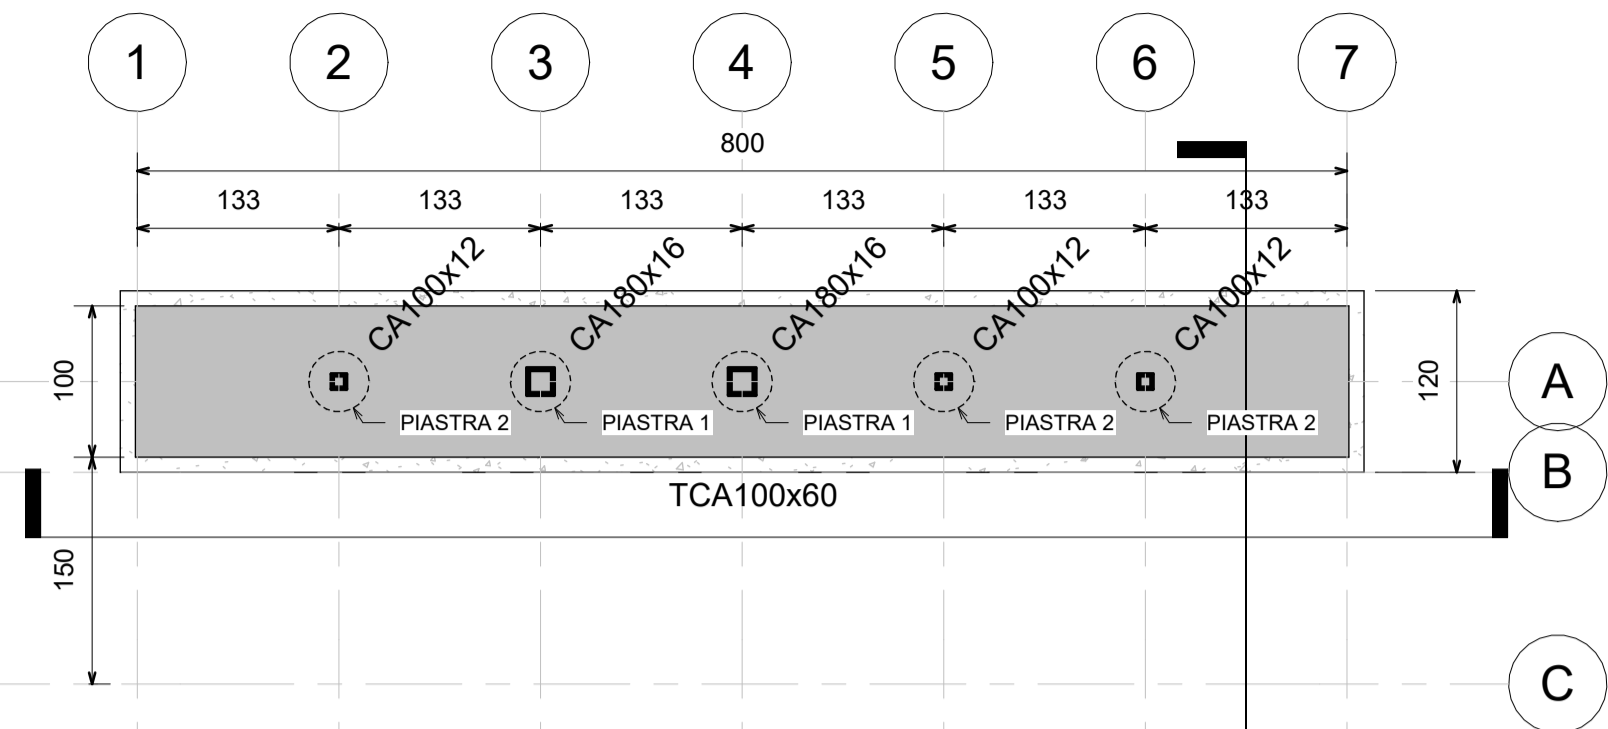 1 2 3 4 5 6 7
800
133 133 133 133 133 133
CA100x12 CA180x16 CA180x16 CA100x12 CA100x12
100
120
A
PIASTRA 2 PIASTRA 1 PIASTRA 1 PIASTRA 2 PIASTRA 2
B
TCA100x60
150
C